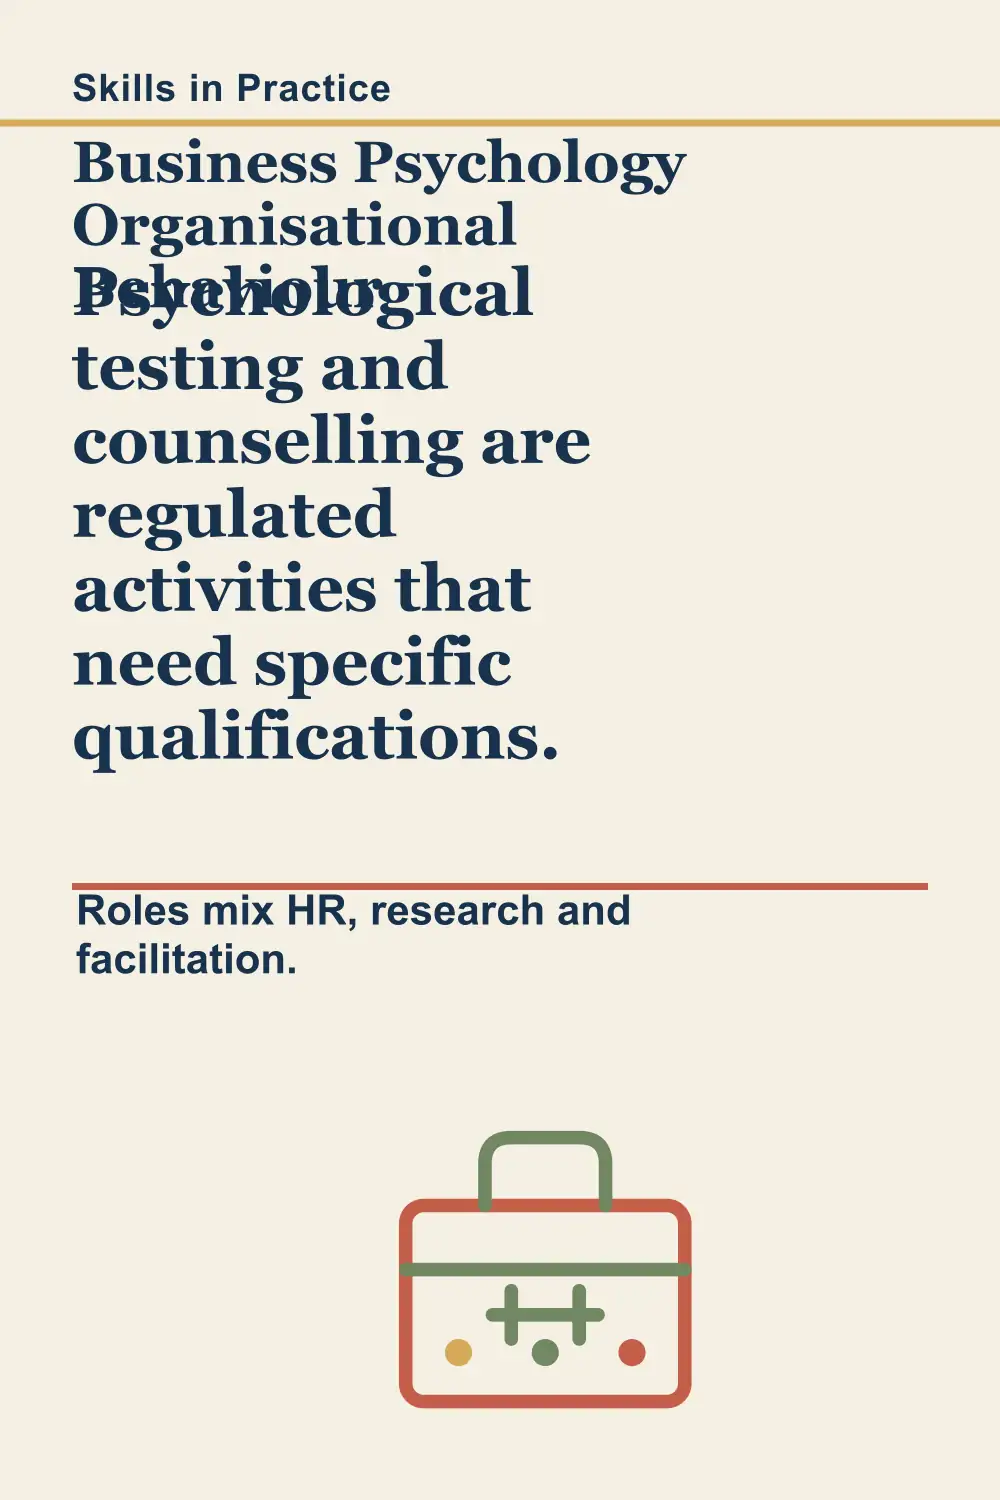 Skills in Practice
Business Psychology
Organisational
Behaviour
Psychological
testing and
counselling are
regulated
activities that
need specific
qualifications.
Roles mix HR, research and
facilitation.